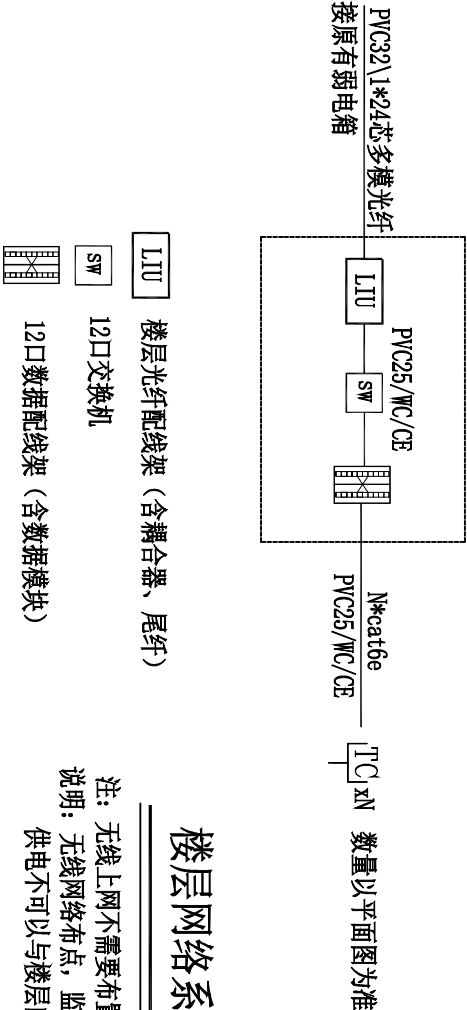 PVC32\1*24芯多模光纤
接原有弱电箱
LIU
PVC25/WC/CE
SW
N*cat6e
PVC25/WC/CE
TC xN 数量以平面图为准
LIU 楼层光纤配线架（含耦合器、尾纤）
SW 12口交换机
12口数据配线架（含数据模块）
楼层网络系
注: 无线上网不需要布
说明: 无线网络布点, 监
供电不可以与楼层